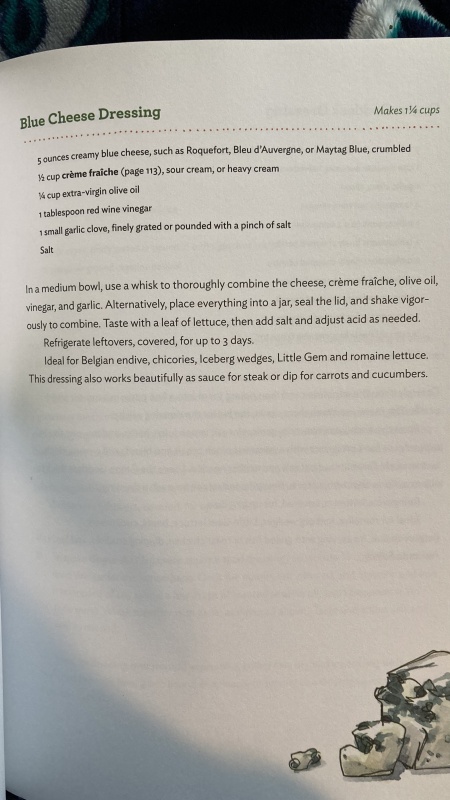 Blue Cheese Dressing
Makes 1¼ cups
5 ounces creamy blue cheese, such as Roquefort, Bleu d'Auvergne, or Maytag Blue, crumbled
½ cup crème fraîche (page 113), sour cream, or heavy cream
¼ cup extra-virgin olive oil
1 tablespoon red wine vinegar
1 small garlic clove, finely grated or pounded with a pinch of salt
Salt
In a medium bowl, use a whisk to thoroughly combine the cheese, crème fraîche, olive oil,
vinegar, and garlic. Alternatively, place everything into a jar, seal the lid, and shake vigor-
ously to combine. Taste with a leaf of lettuce, then add salt and adjust acid as needed.
Refrigerate leftovers, covered, for up to 3 days.
Ideal for Belgian endive, chicories, Iceberg wedges, Little Gem and romaine lettuce.
This dressing also works beautifully as sauce for steak or dip for carrots and cucumbers.